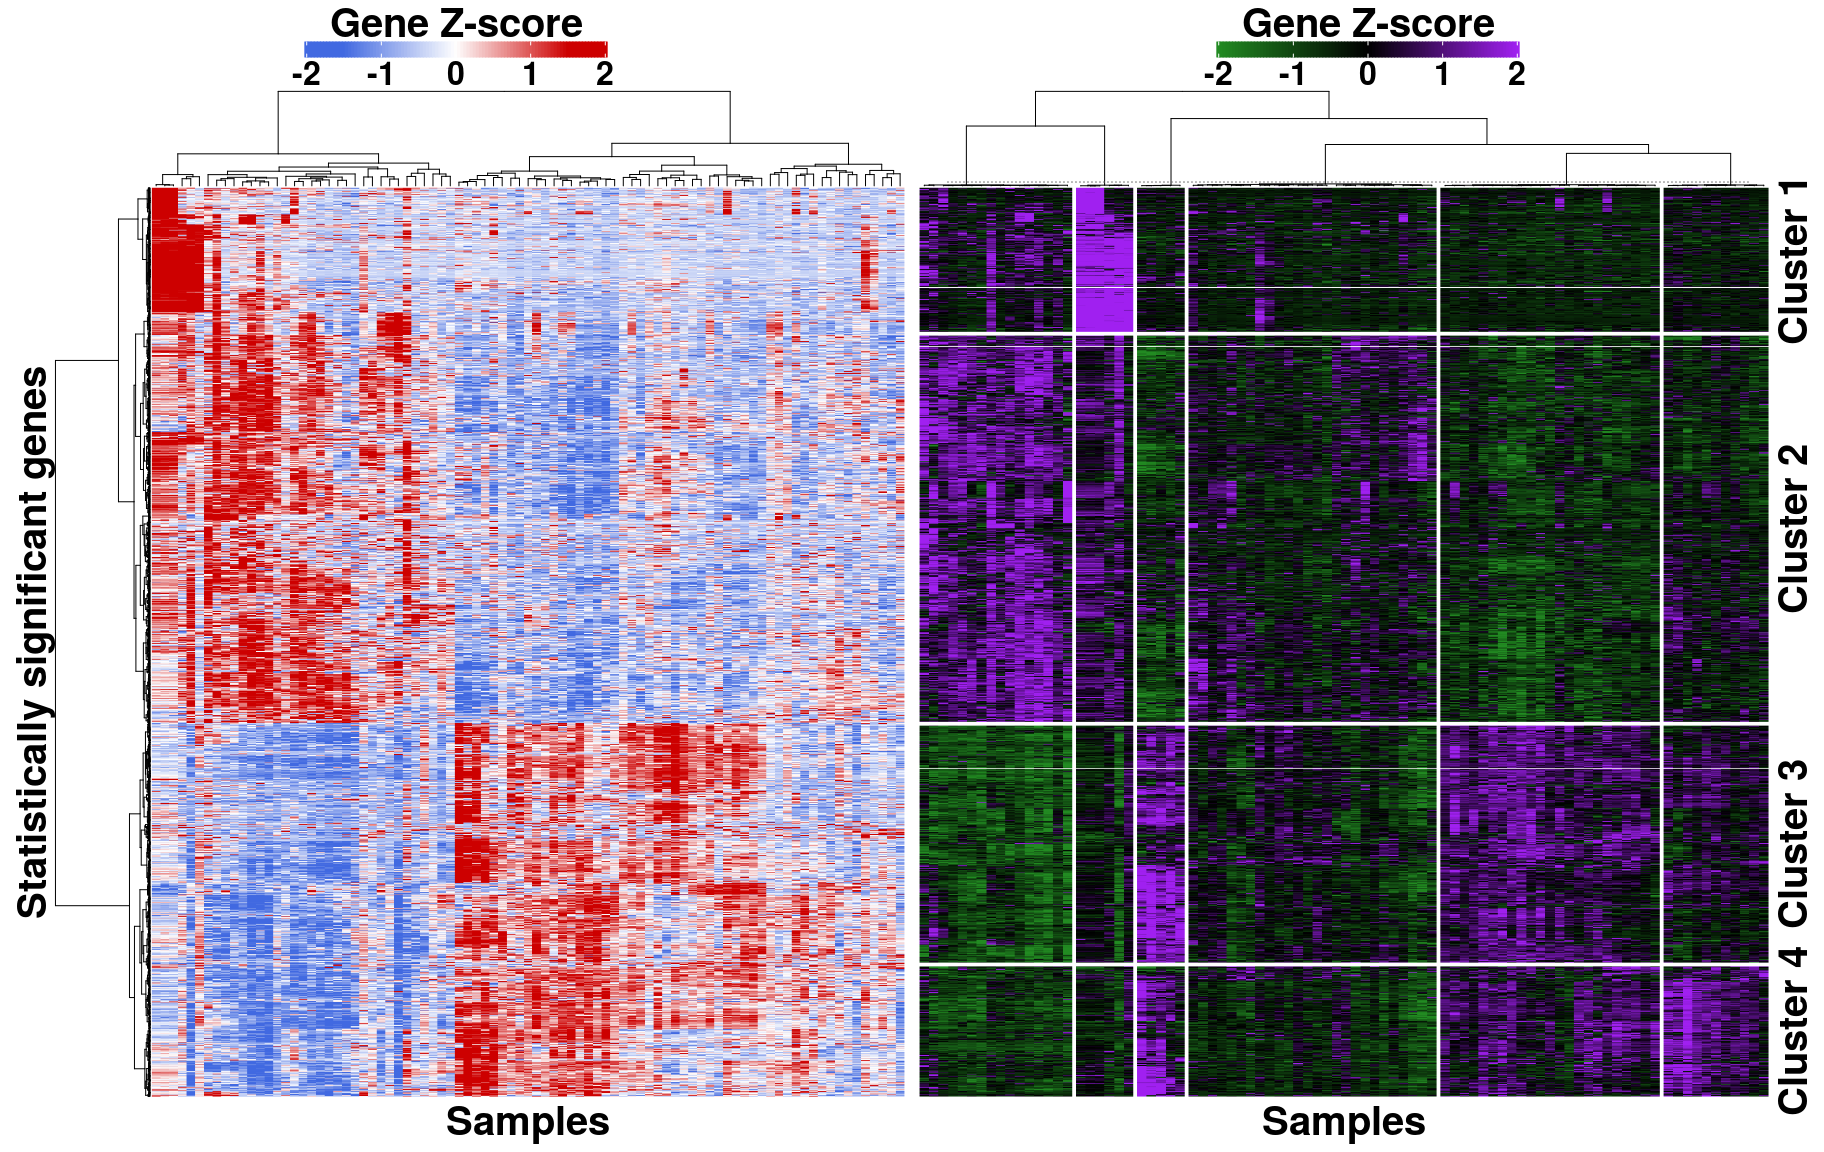 Gene Z-score
-2 -1 0 1 2
Gene Z-score
-2 -1 0 1 2
Statistically significant genes
Samples
Samples
Cluster 1
Cluster 2
Cluster 3
Cluster 4